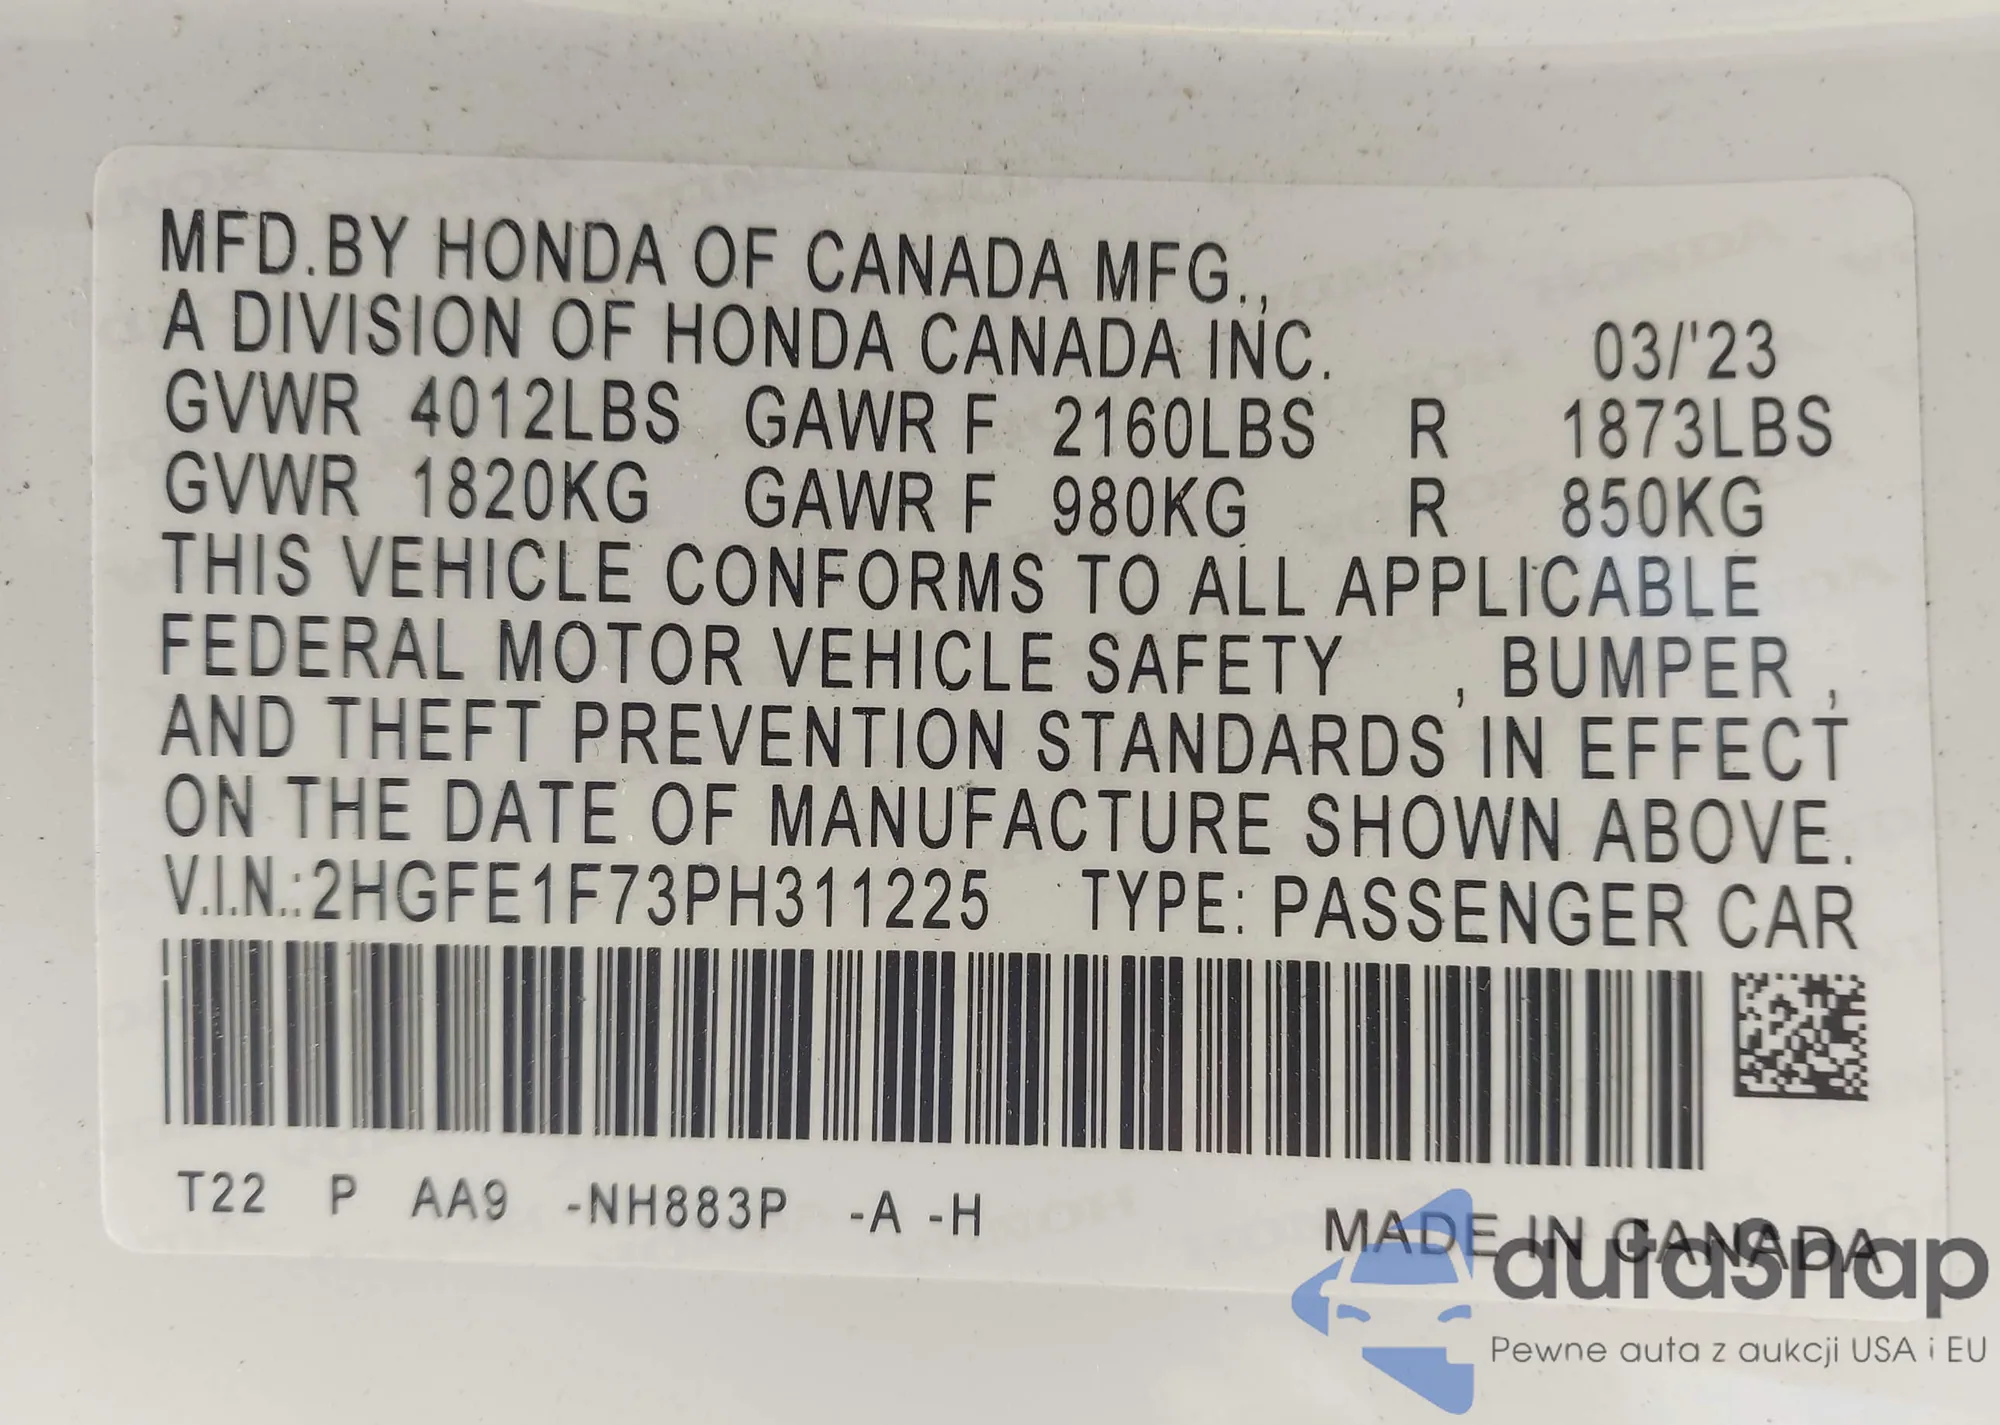 MFD.BY HONDA OF CANADA MFG.,
A DIVISION OF HONDA CANADA INC. 03/'23
GVWR 4012LBS GAWR F 2160LBS R 1873LBS
GVWR 1820KG GAWR F 980KG R 850KG
THIS VEHICLE CONFORMS TO ALL APPLICABLE
FEDERAL MOTOR VEHICLE SAFETY , BUMPER ,
AND THEFT PREVENTION STANDARDS IN EFFECT
ON THE DATE OF MANUFACTURE SHOWN ABOVE.
V.I.N.:2HGFE1F73PH311225 TYPE: PASSENGER CAR
T22 P AA9 -NH883P -A -H
MADE IN CANADA
autaSnap
Pewne auta z aukcji USA i EU